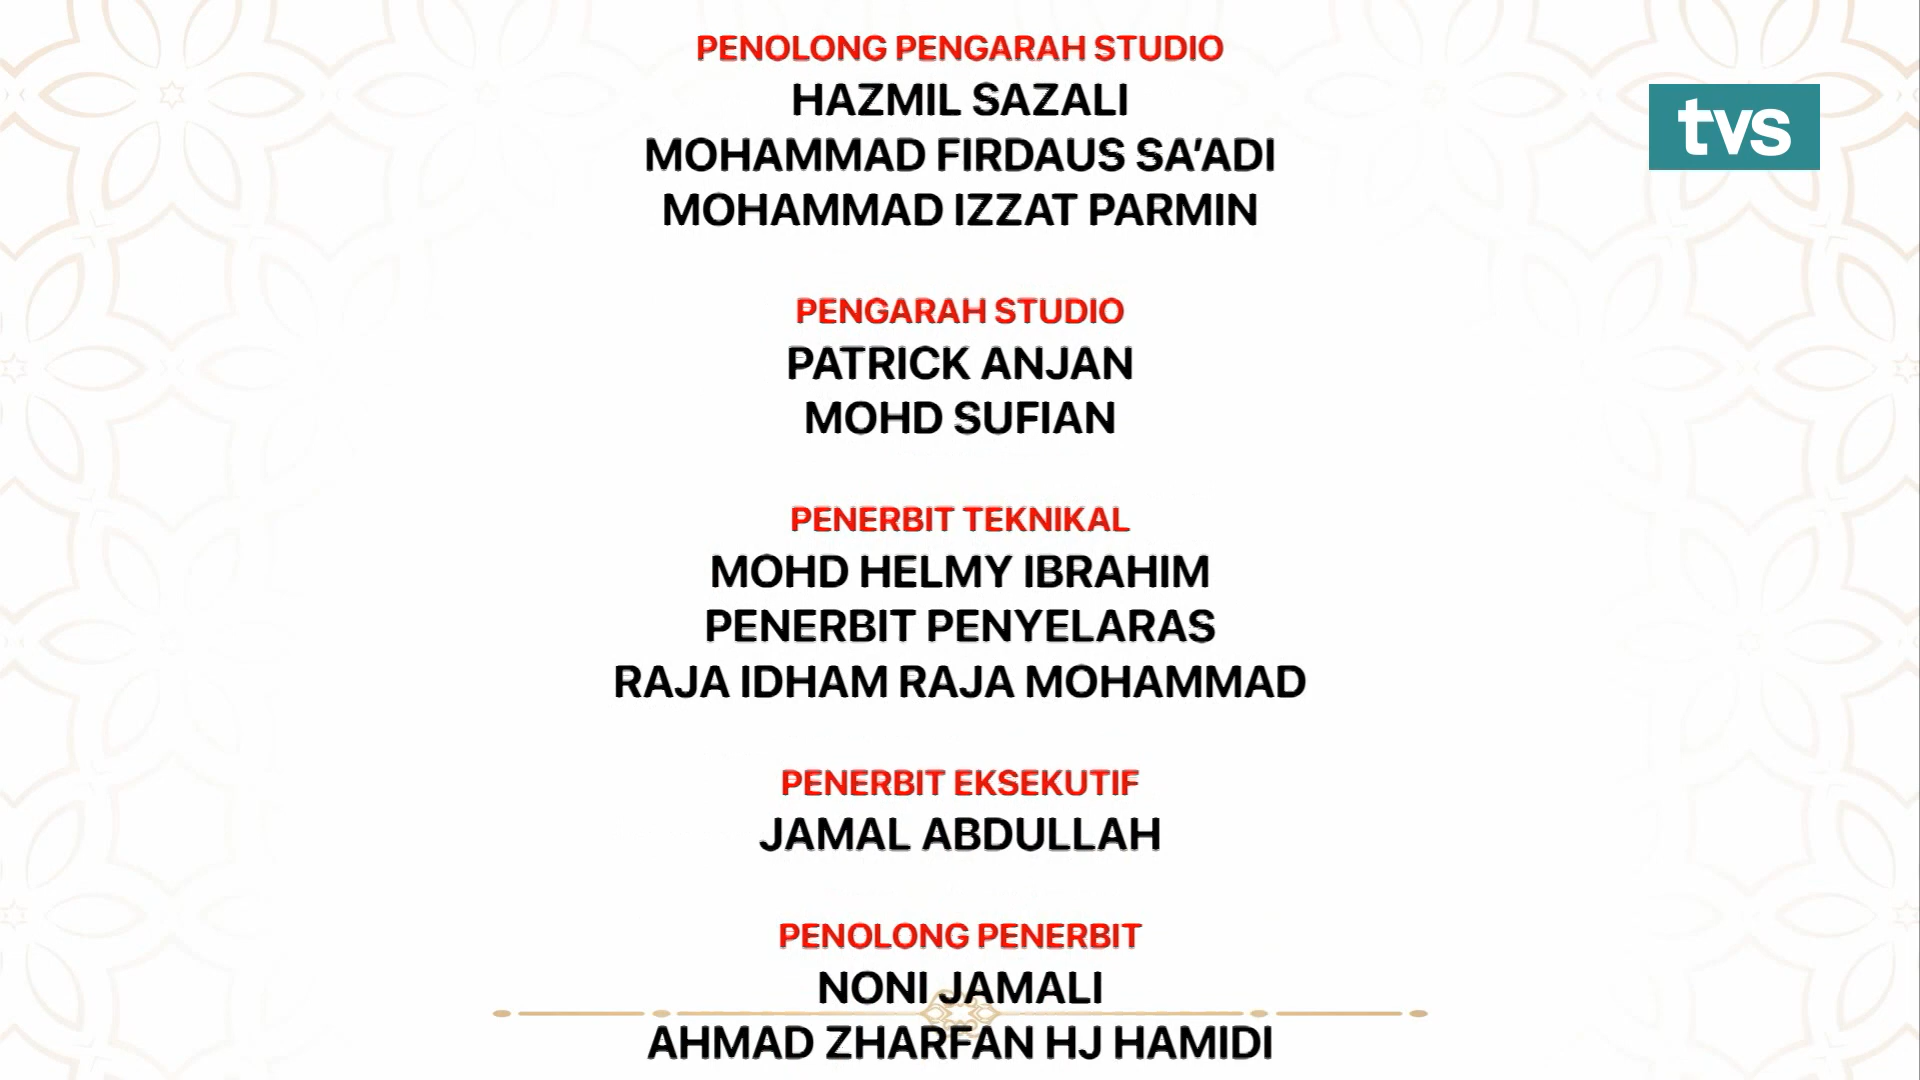 PENOLONG PENGARAH STUDIO
HAZMIL SAZALI
tvs
MOHAMMAD FIRDAUS SA'ADI
MOHAMMAD IZZAT PARMIN
PENGARAH STUDIO
PATRICK ANJAN
MOHD SUFIAN
PENERBIT TEKNIKAL
MOHD HELMY IBRAHIM
PENERBIT PENYELARAS
RAJA IDHAM RAJA MOHAMMAD
PENERBIT EKSEKUTIF
JAMAL ABDULLAH
PENOLONG PENERBIT
NONI JAMALI
AHMAD ZHARFAN HJ HAMIDI